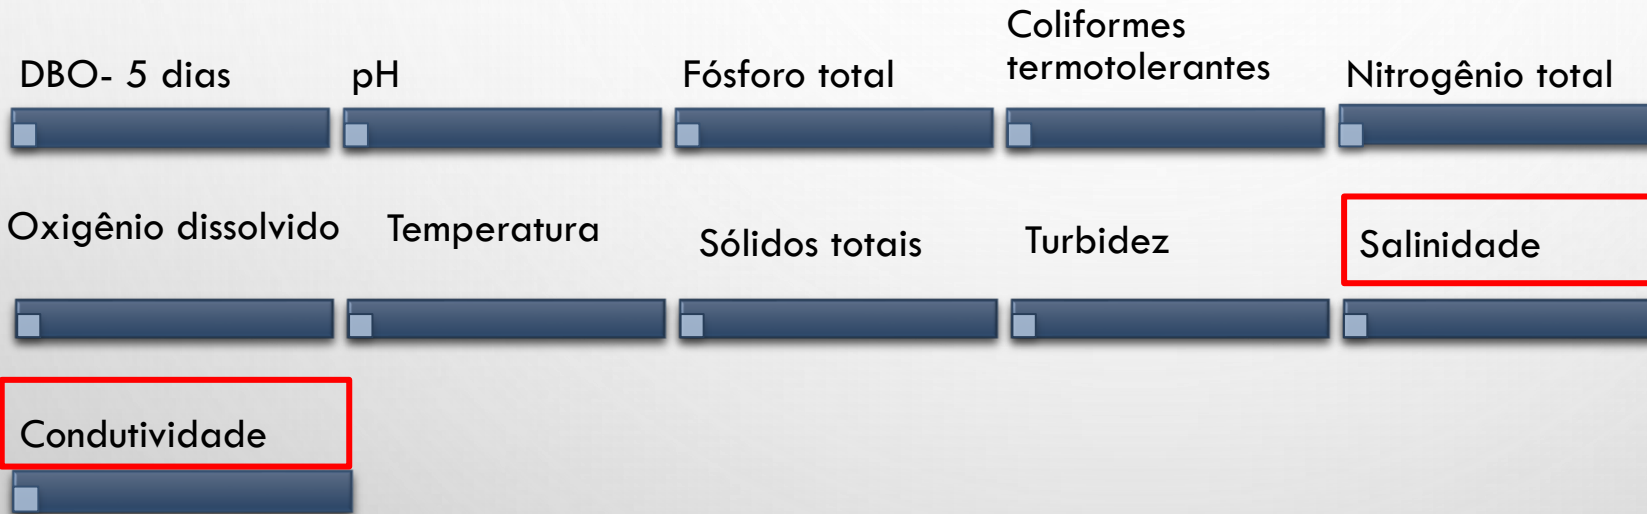 DBO- 5 dias
pH
Fósforo total
Coliformes
termotolerantes
Nitrogênio total
Oxigênio dissolvido
Temperatura
Sólidos totais
Turbidez
Salinidade
Condutividade